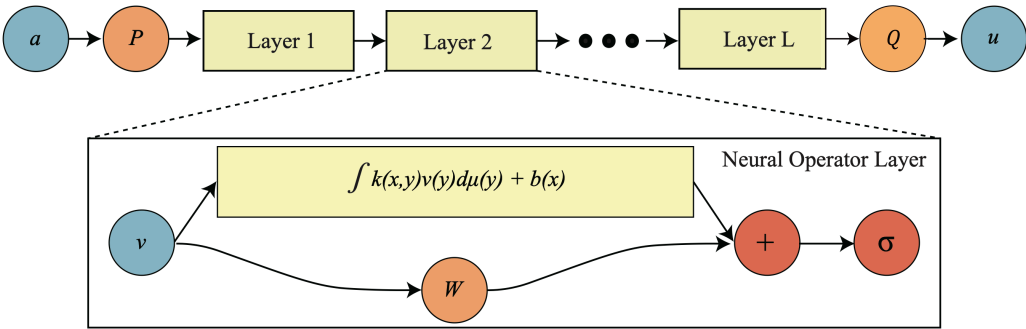 a P Layer 1 Layer 2 Layer L Q u
Neural Operator Layer
∫ k(x,y)v(y)dμ(y) + b(x)
v + σ
W